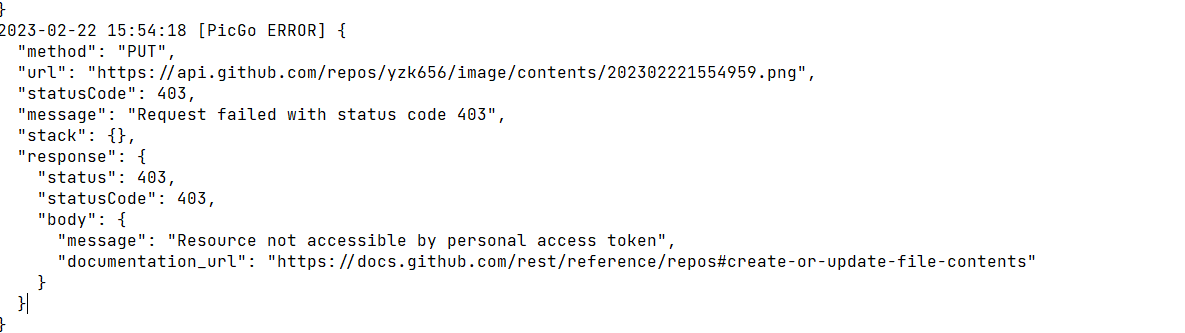 }
2023-02-22 15:54:18 [PicGo ERROR] {
  "method": "PUT",
  "url": "https://api.github.com/repos/yzk656/image/contents/202302221554959.png",
  "statusCode": 403,
  "message": "Request failed with status code 403",
  "stack": {},
  "response": {
    "status": 403,
    "statusCode": 403,
    "body": {
      "message": "Resource not accessible by personal access token",
      "documentation_url": "https://docs.github.com/rest/reference/repos#create-or-update-file-contents"
    }
  }
}